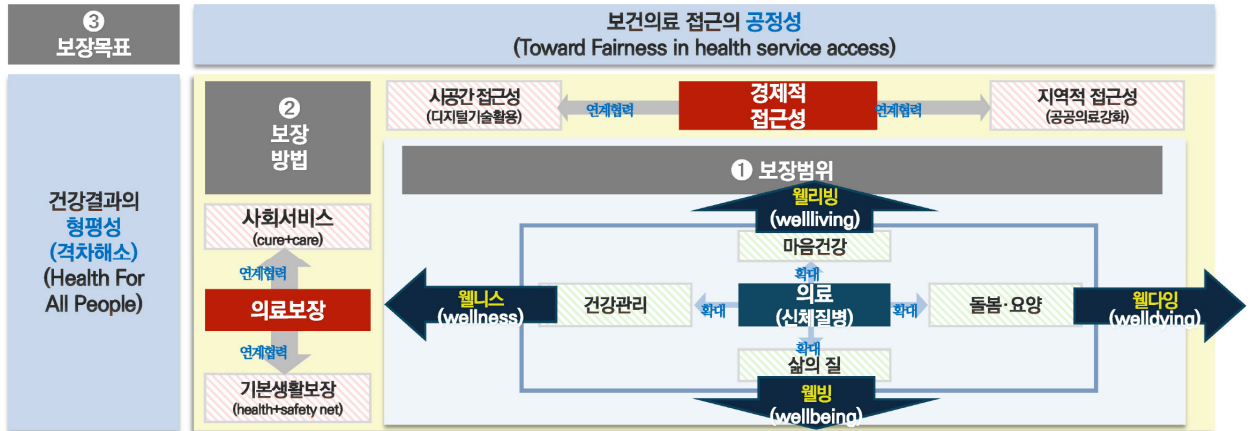 ❸
보장목표
보건의료 접근의 공정성
(Toward Fairness in health service access)
건강결과의
형평성
(격차해소)
(Health For
All People)
❷
보장
방법
시공간 접근성
(디지털기술활용)
연계협력
경제적
접근성
연계협력
지역적 접근성
(공공의료강화)
❶ 보장범위
사회서비스
(cure+care)
연계협력
의료보장
연계협력
기본생활보장
(health+safety net)
웰리빙
(wellliving)
마음건강
확대
웰니스
(wellness)
건강관리
확대
의료
(신체질병)
확대
돌봄·요양
웰다잉
(welldying)
확대
삶의 질
웰빙
(wellbeing)